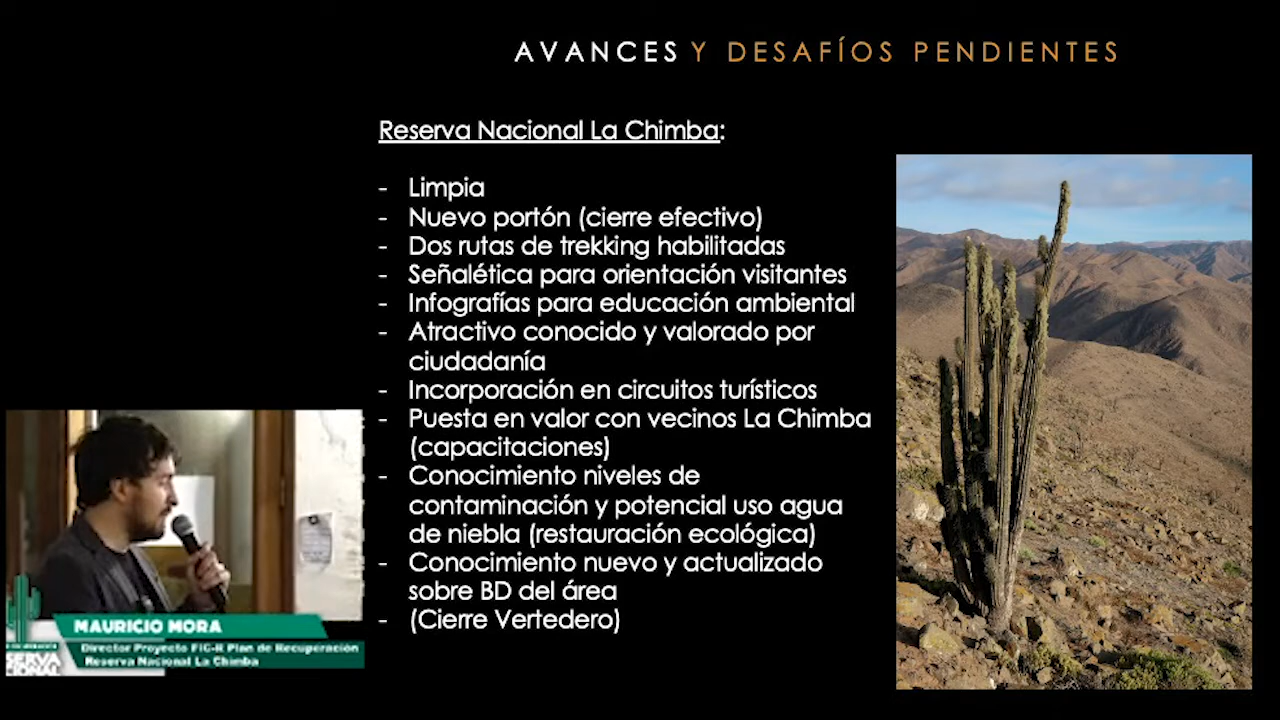 AVANCES Y DESAFÍOS PENDIENTES
Reserva Nacional La Chimba:
- Limpia
- Nuevo portón (cierre efectivo)
- Dos rutas de trekking habilitadas
- Señalética para orientación visitantes
- Infografías para educación ambiental
- Atractivo conocido y valorado por
ciudadanía
- Incorporación en circuitos turísticos
- Puesta en valor con vecinos La Chimba
(capacitaciones)
- Conocimiento niveles de
contaminación y potencial uso agua
de niebla (restauración ecológica)
- Conocimiento nuevo y actualizado
sobre BD del área
- (Cierre Vertedero)
MAURICIO MORA
Director Proyecto FIC-R Plan de Recuperación
Reserva Nacional La Chimba